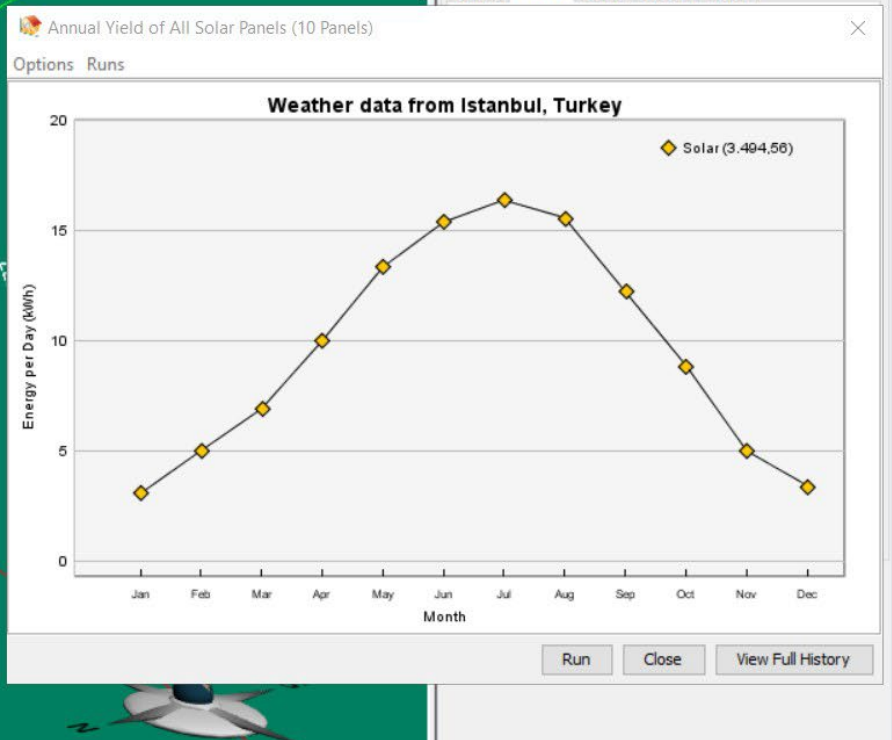 Annual Yield of All Solar Panels (10 Panels)
Options Runs
Weather data from Istanbul, Turkey
20
Solar (3.494,56)
15
10
5
0
Energy per Day (kWh)
Jan Feb Mar Apr May Jun Jul Aug Sep Oct Nov Dec
Month
Run Close View Full History
N